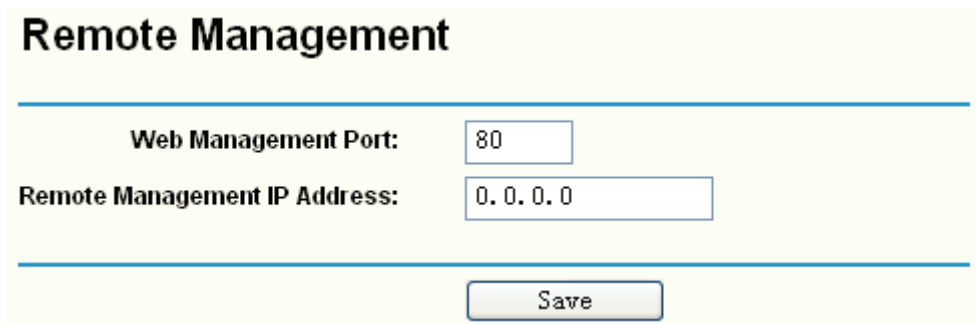 Remote Management
Web Management Port: 80
Remote Management IP Address: 0.0.0.0
Save